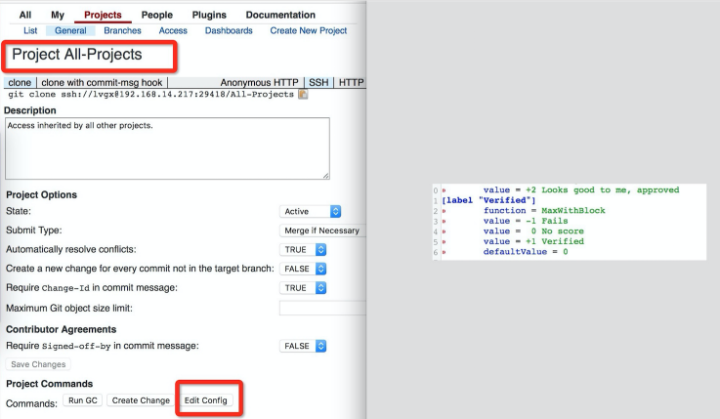 All My Projects People Plugins Documentation
List General Branches Access Dashboards Create New Project
Project All-Projects
clone clone with commit-msg hook Anonymous HTTP SSH HTTP
git clone ssh://lvgx@192.168.14.217:29418/All-Projects
Description
Access inherited by all other projects.
Project Options
State: Active
Submit Type: Merge if Necessary
Automatically resolve conflicts: TRUE
Create a new change for every commit not in the target branch: FALSE
Require Change-Id in commit message: TRUE
Maximum Git object size limit:
Contributor Agreements
Require Signed-off-by in commit message: FALSE
Save Changes
Project Commands
Commands: Run GC Create Change Edit Config
0 value = +2 Looks good to me, approved
1 [label "Verified"]
2 function = MaxWithBlock
3 value = -1 Fails
4 value = 0 No score
5 value = +1 Verified
6 defaultValue = 0